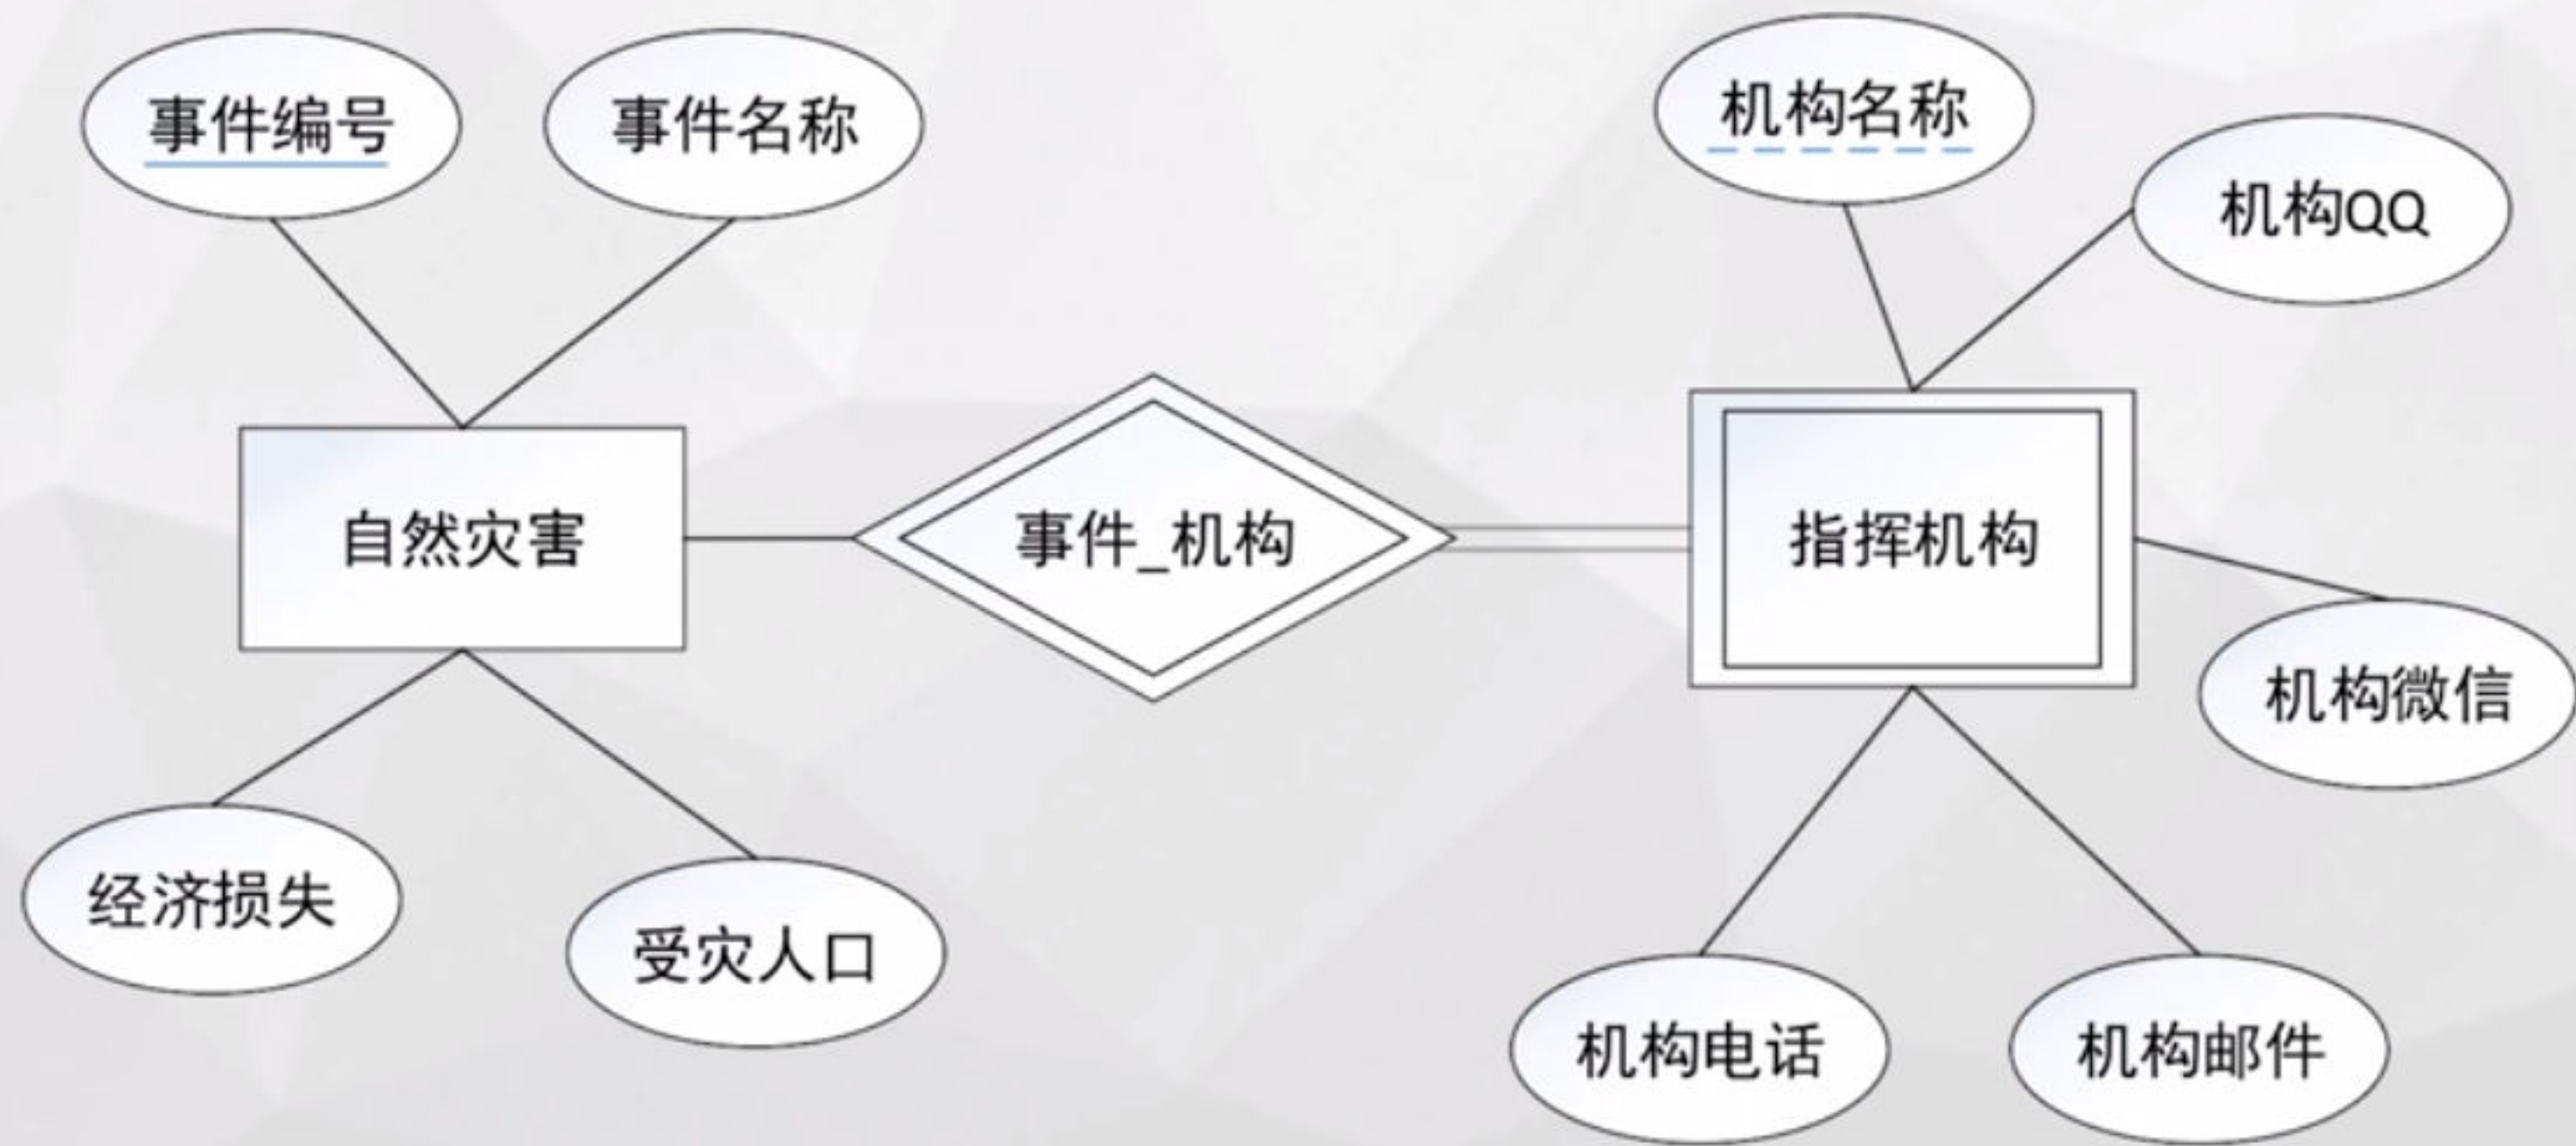 事件编号
事件名称
机构名称
机构QQ
自然灾害
事件_机构
指挥机构
机构微信
经济损失
受灾人口
机构电话
机构邮件